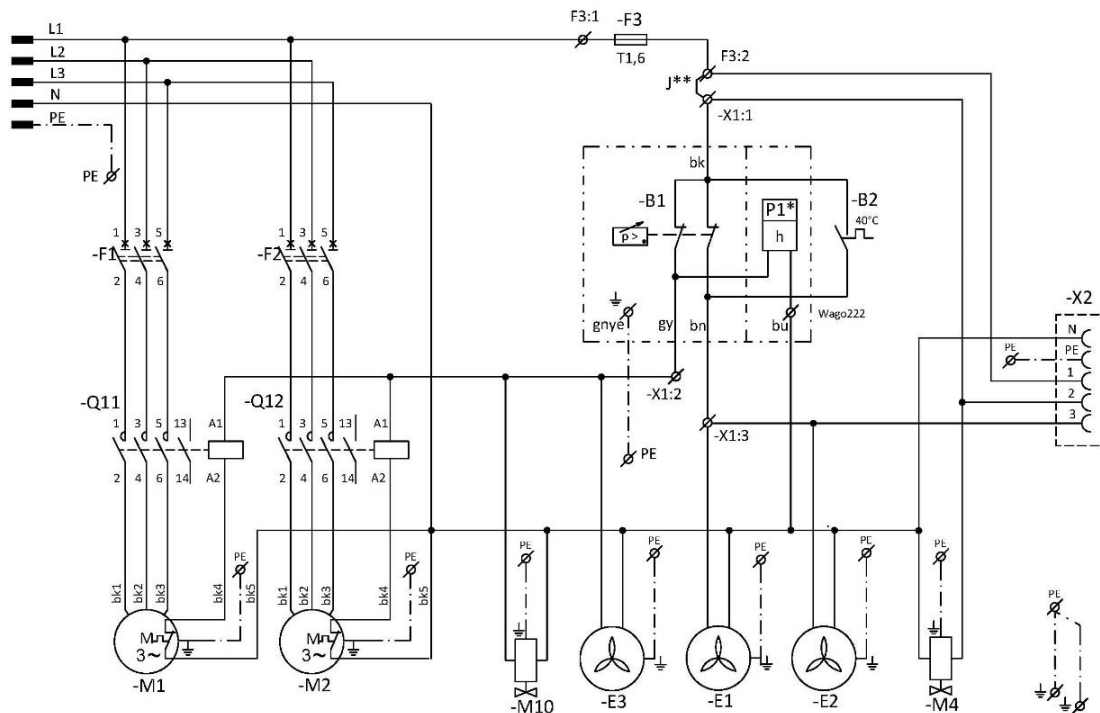 F3:1 -F3
L1
T1,6
L2
F3:2
L3
J**
N
-X1:1
PE
PE
bk
-B1
P1*
-B2
40°C
p >
h
1 3 5
-F1
2 4 6
1 3 5
-F2
2 4 6
-X2
gnye
gy
bn
bu
Wago222
N
PE
PE
1
2
3
-X1:2
-X1:3
PE
-Q11
1 3 5 13 A1
2 4 6 14 A2
-Q12
1 3 5 13 A1
2 4 6 14 A2
PE
PE
PE
PE
PE
PE
PE
PE
bk1
bk2
bk3
bk4
bk5
bk1
bk2
bk3
bk4
bk5
M
3~
M
3~
-M1
-M2
-M10
-E3
-E1
-E2
-M4